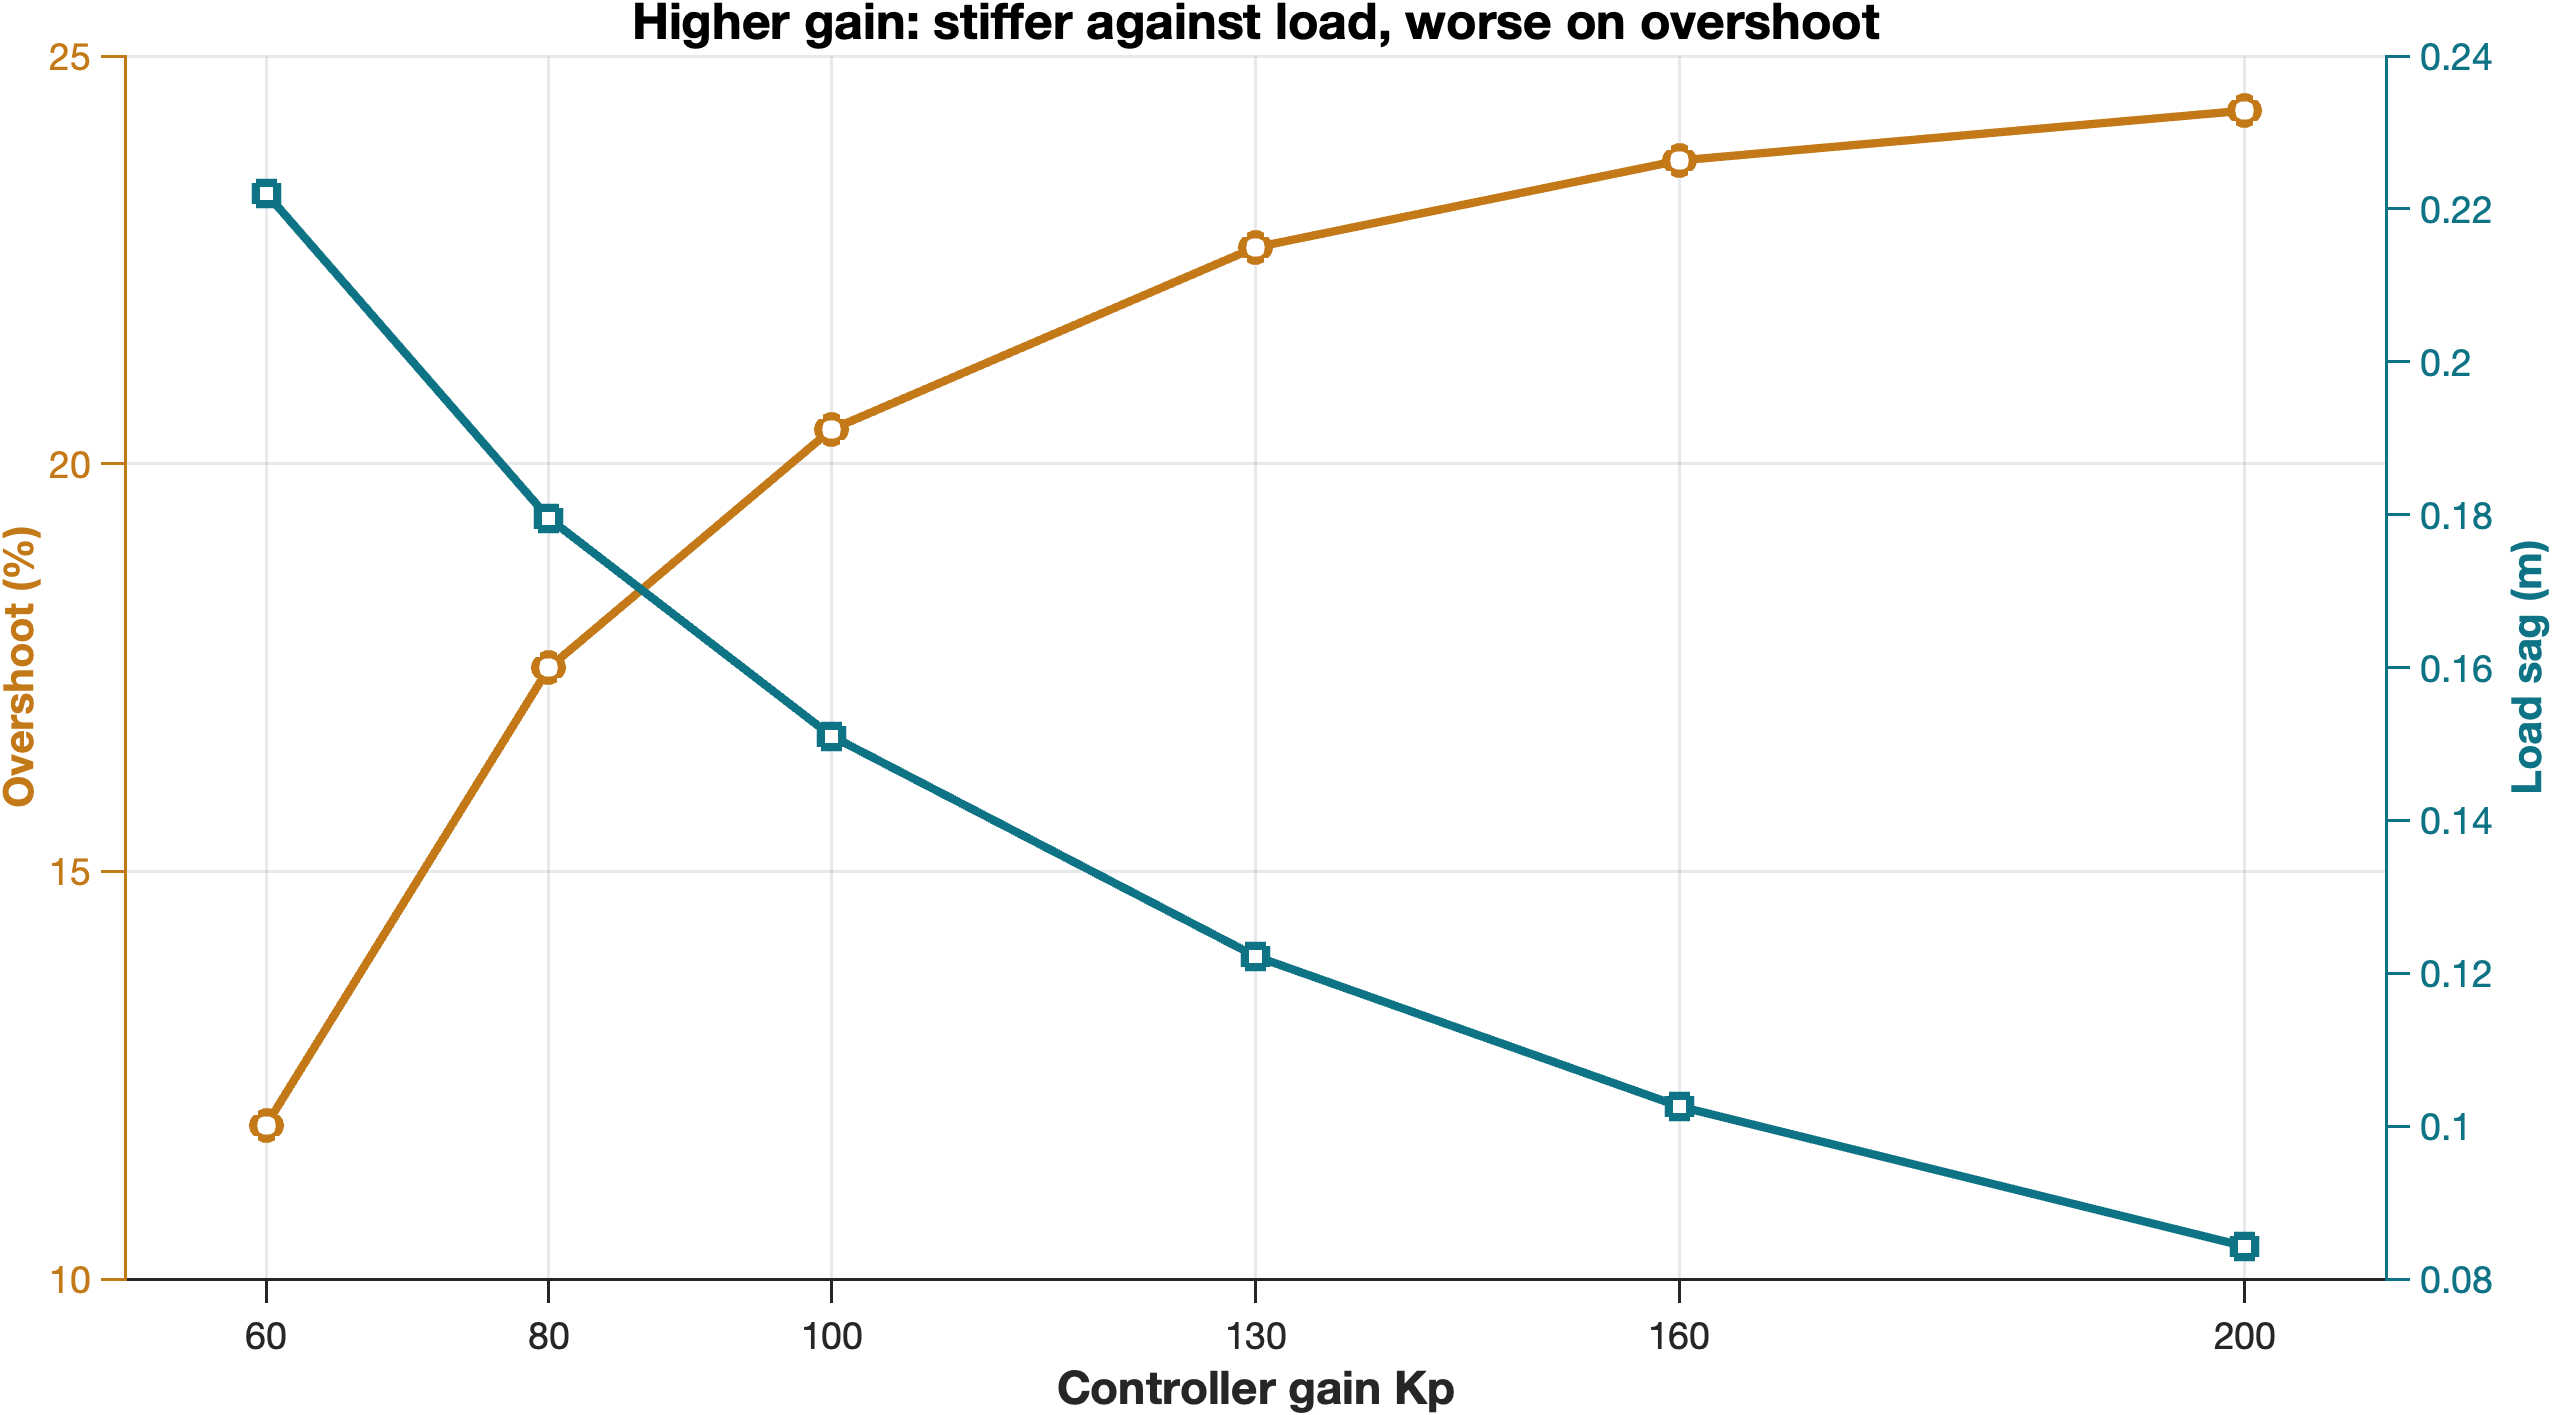 Higher gain: stiffer against load, worse on overshoot
25
20
15
10
Overshoot (%)
0.24
0.22
0.2
0.18
0.16
0.14
0.12
0.1
0.08
Load sag (m)
60 80 100 130 160 200
Controller gain Kp